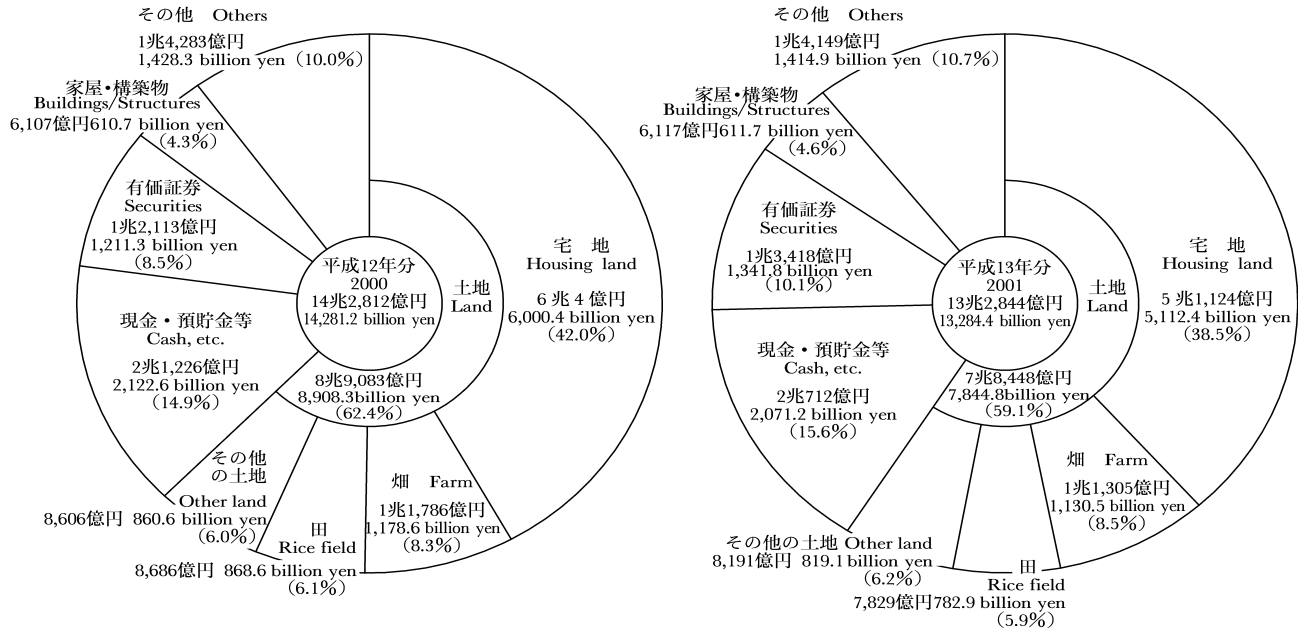 その他 Others
1兆4,283億円
1,428.3 billion yen (10.0%)
家屋・構築物
Buildings/Structures
6,107億円610.7 billion yen
(4.3%)
有価証券
Securities
1兆2,113億円
1,211.3 billion yen
(8.5%)
現金・預貯金等
Cash, etc.
2兆1,226億円
2,122.6 billion yen
(14.9%)
その他
の土地
Other land
8,606億円 860.6 billion yen
(6.0%)
田
Rice field
8,686億円 868.6 billion yen
(6.1%)
畑 Farm
1兆1,786億円
1,178.6 billion yen
(8.3%)
宅 地
Housing land
6 兆 4 億円
6,000.4 billion yen
(42.0%)
土地
Land
8兆9,083億円
8,908.3billion yen
(62.4%)
平成12年分
2000
14兆2,812億円
14,281.2 billion yen
その他 Others
1兆4,149億円
1,414.9 billion yen (10.7%)
家屋・構築物
Buildings/Structures
6,117億円611.7 billion yen
(4.6%)
有価証券
Securities
1兆3,418億円
1,341.8 billion yen
(10.1%)
現金・預貯金等
Cash, etc.
2兆712億円
2,071.2 billion yen
(15.6%)
その他の土地 Other land
8,191億円 819.1 billion yen
(6.2%)
田
Rice field
7,829億円782.9 billion yen
(5.9%)
畑 Farm
1兆1,305億円
1,130.5 billion yen
(8.5%)
宅 地
Housing land
5 兆1,124億円
5,112.4 billion yen
(38.5%)
土地
Land
7兆8,448億円
7,844.8billion yen
(59.1%)
平成13年分
2001
13兆2,844億円
13,284.4 billion yen